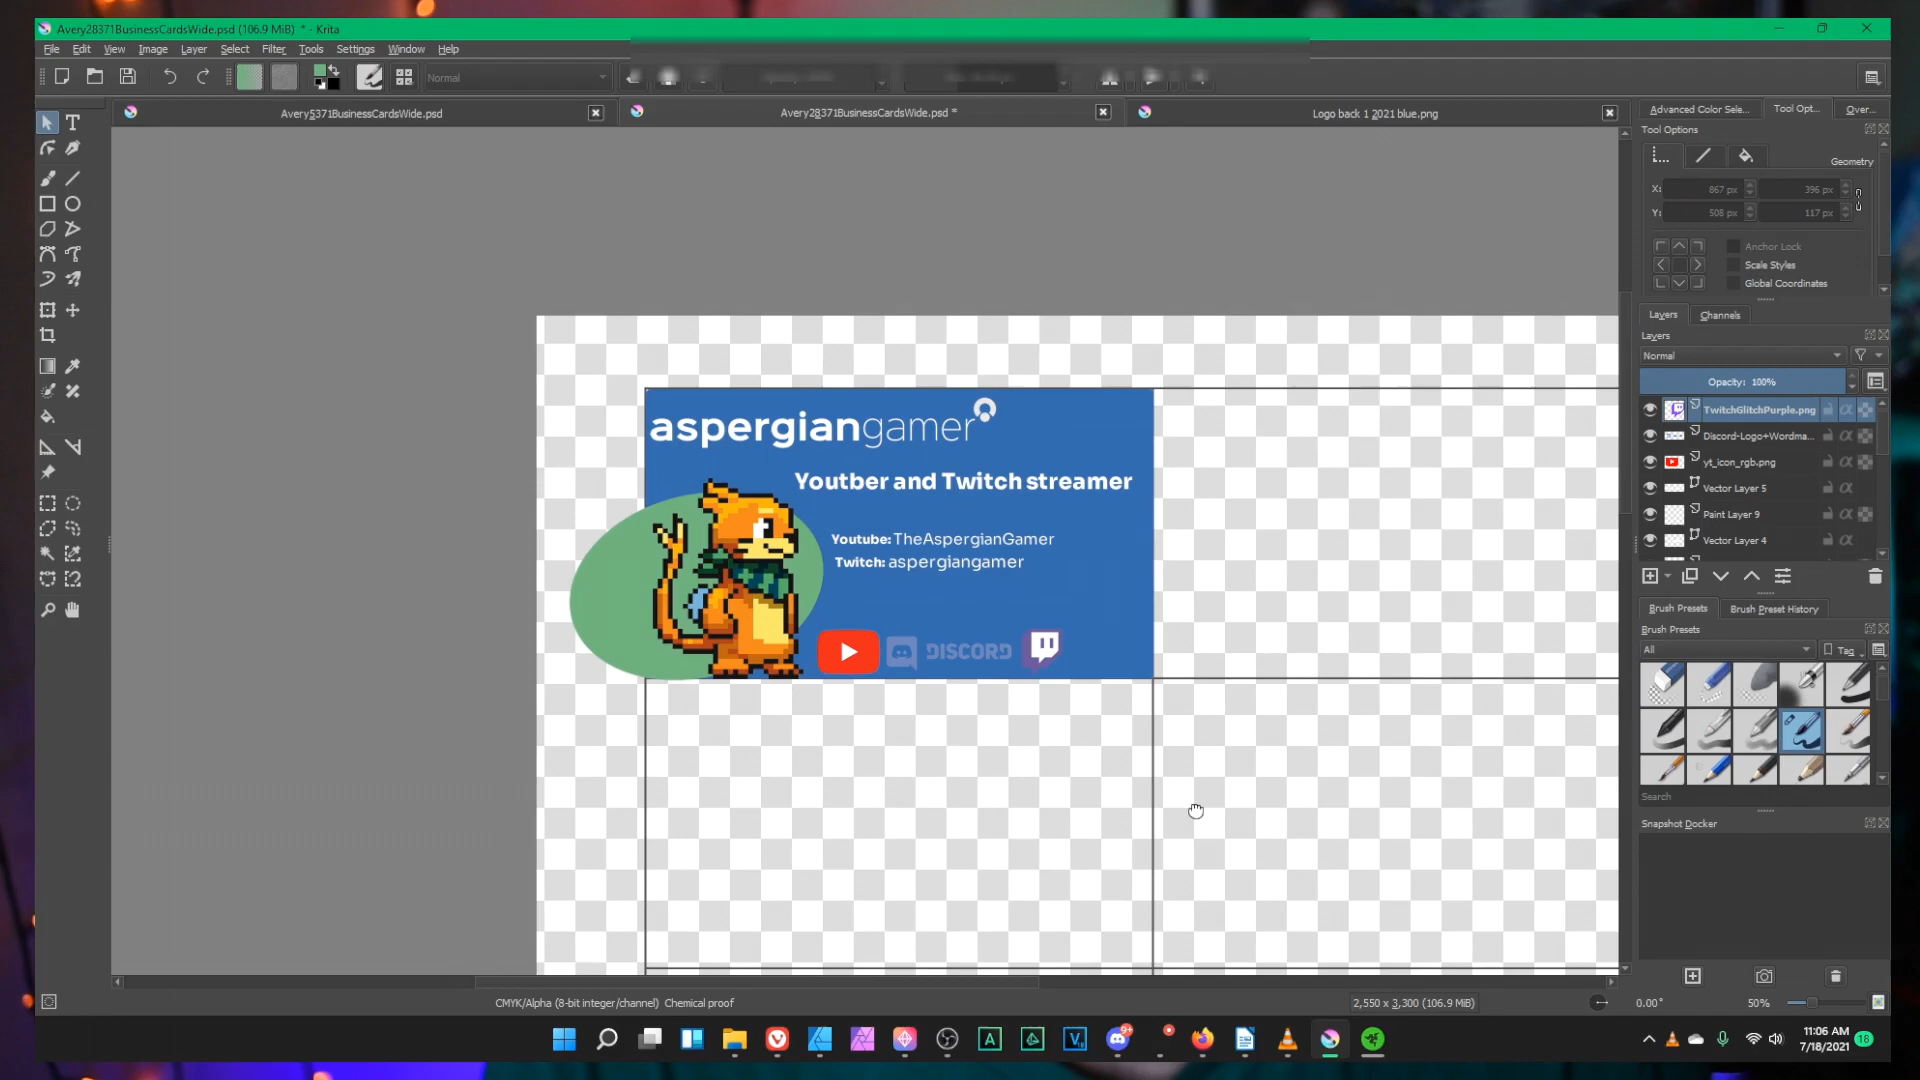 Avery28371BusinessCardsWide.psd (106.9 MiB) * - Krita
File Edit View Image Layer Select Filter Tools Settings Window Help
Normal
Avery5371BusinessCardsWide.psd
Avery28371BusinessCardsWide.psd *
Logo back 1 2021 blue.png
Advanced Color Sele...
Tool Opt...
Over...
Tool Options
Geometry
X: 867 px 396 px
Y: 508 px 117 px
Anchor Lock
Scale Styles
Global Coordinates
Layers Channels
Layers
Normal
Opacity: 100%
TwitchGlitchPurple.png
Discord-Logo+Wordma...
yt_icon_rgb.png
Vector Layer 5
Paint Layer 9
Vector Layer 4
Brush Presets Brush Preset History
Brush Presets
All
Tag
Search
Snapshot Docker
aspergiangamer
Youtber and Twitch streamer
Youtube: TheAspergianGamer
Twitch: aspergiangamer
DISCORD
CMYK/Alpha (8-bit integer/channel) Chemical proof
2,550 x 3,300 (106.9 MiB)
0.00°
50%
9+
11:06 AM
7/18/2021
18